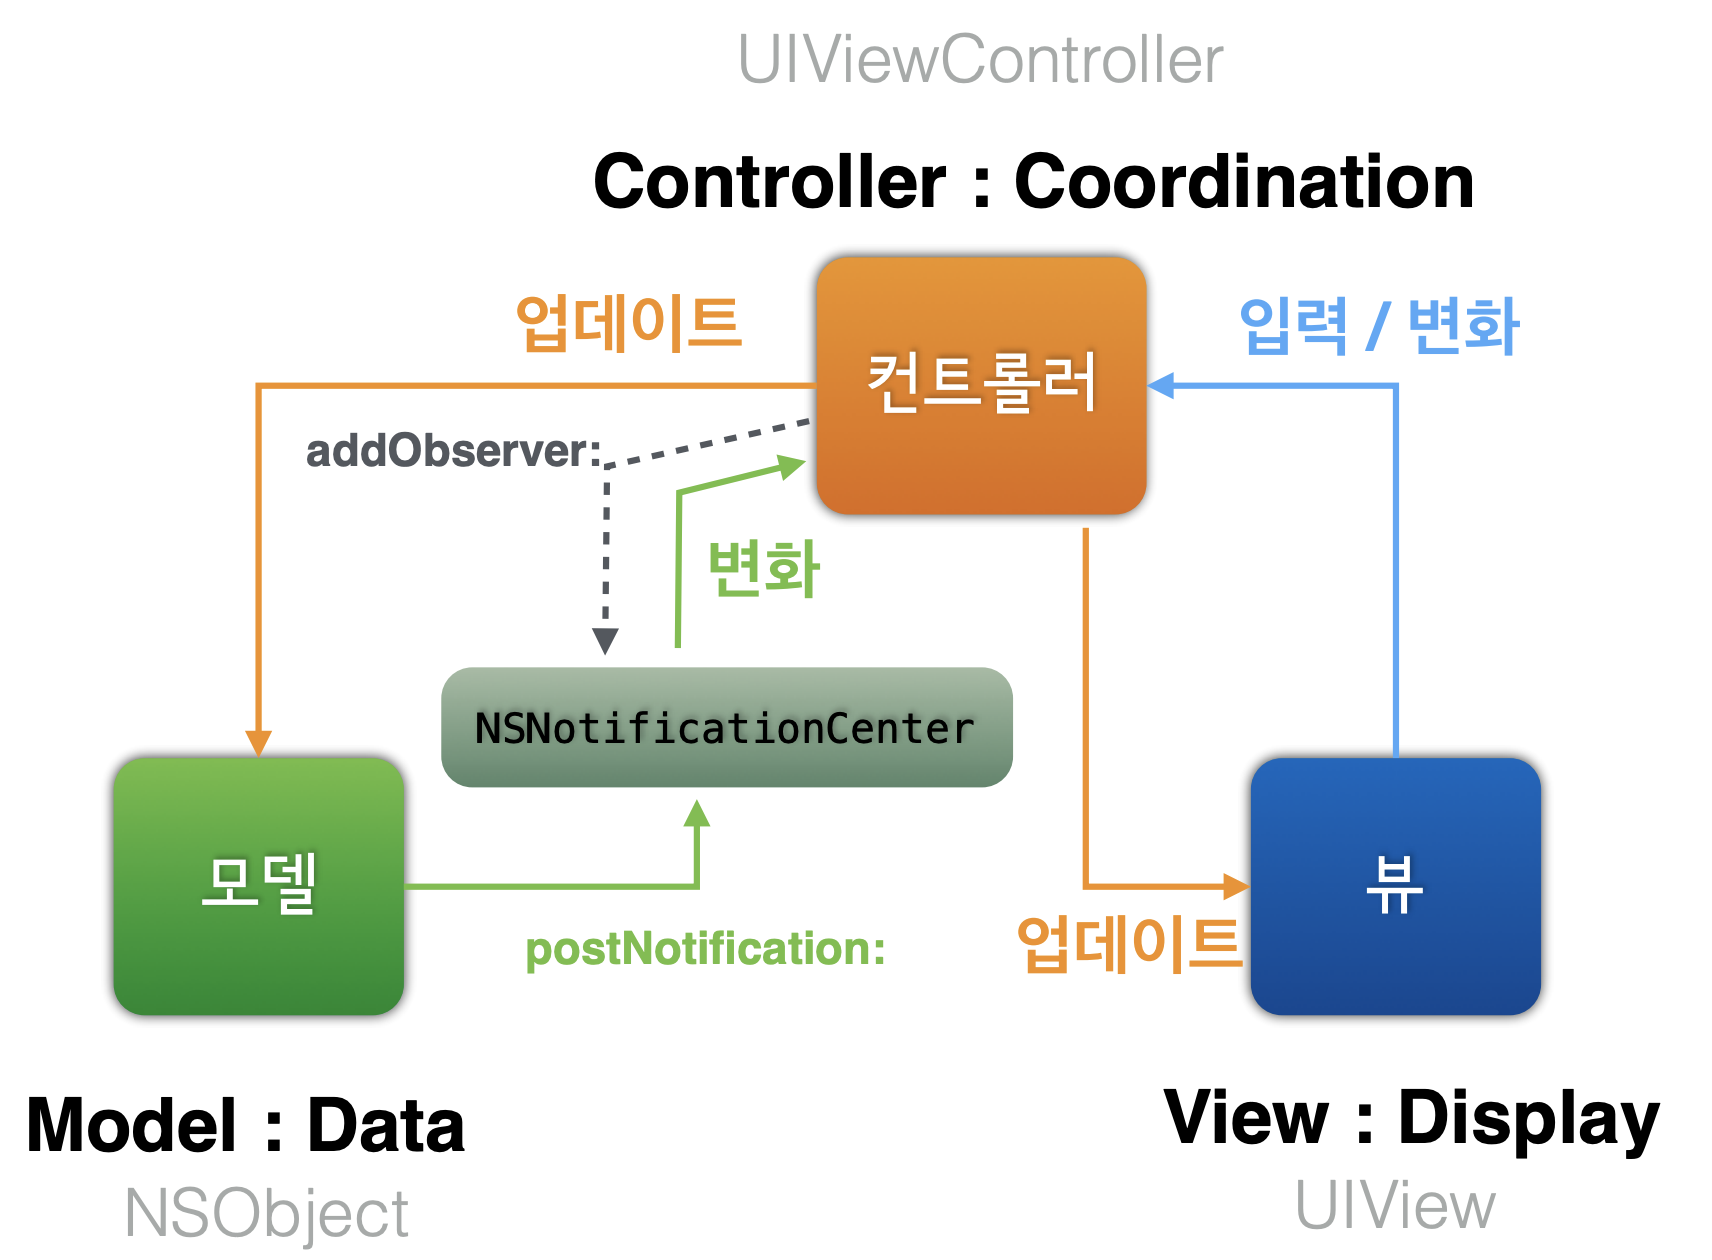 UIViewController
Controller : Coordination
업데이트
입력 / 변화
컨트롤러
addObserver:
변화
NSNotificationCenter
모델
뷰
postNotification:
업데이트
Model : Data
View : Display
NSObject
UIView